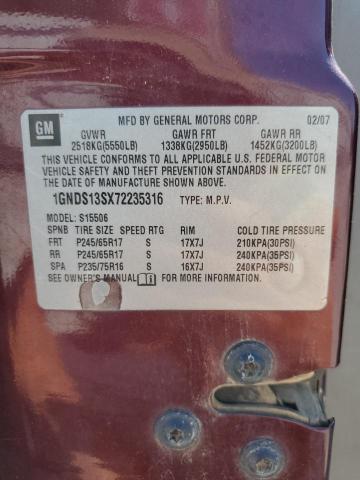 GM
MFD BY GENERAL MOTORS CORP. 02/07
GVWR GAWR FRT GAWR RR
2518KG(5550LB) 1338KG(2950LB) 1452KG(3200LB)
THIS VEHICLE CONFORMS TO ALL APPLICABLE U.S. FEDERAL MOTOR
VEHICLE SAFETY AND THEFT PREVENTION STANDARDS IN EFFECT ON
THE DATE OF MANUFACTURE SHOWN ABOVE.
1GNDS13SX72235316 TYPE: M.P.V.
MODEL: S15506
SPNB TIRE SIZE SPEED RTG RIM COLD TIRE PRESSURE
FRT P245/65R17 S 17X7J 210KPA(30PSI)
RR P245/65R17 S 17X7J 240KPA(35PSI)
SPA P235/75R16 S 16X7J 240KPA(35PSI)
SEE OWNER'S MANUAL FOR MORE INFORMATION.